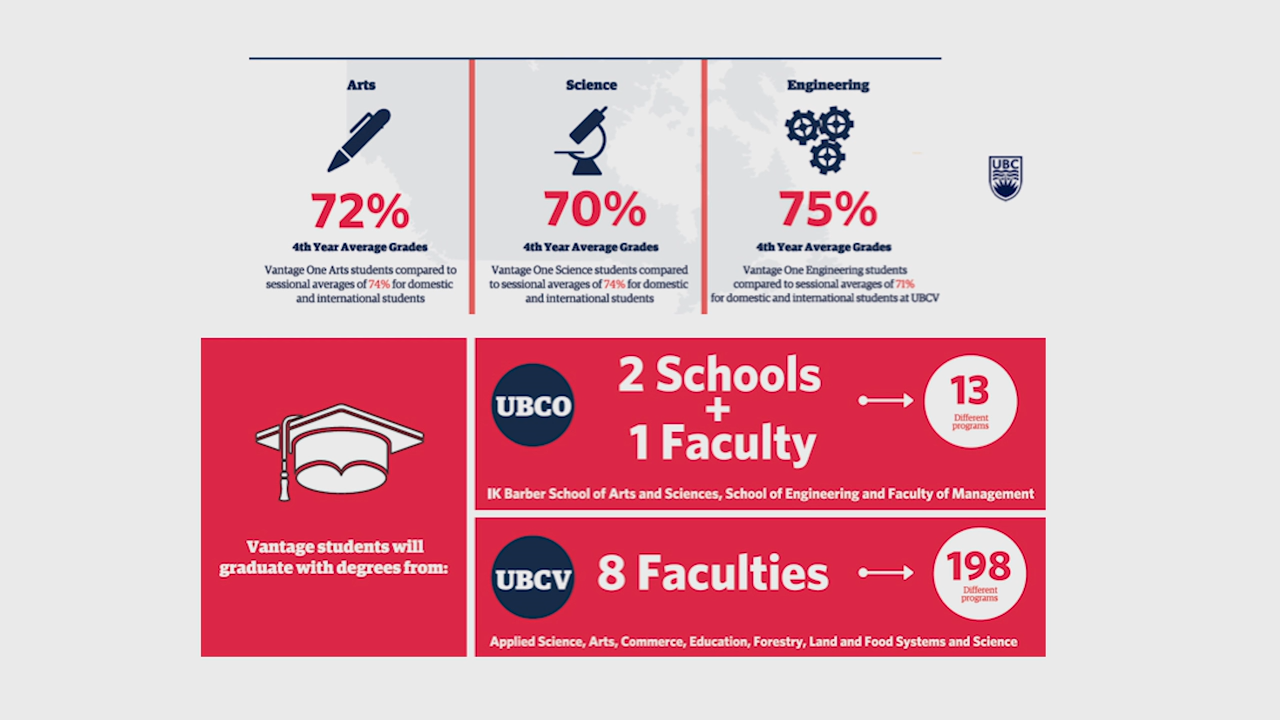 Arts
72%
4th Year Average Grades
Vantage One Arts students compared to
sessional averages of 74% for domestic
and international students
Science
70%
4th Year Average Grades
Vantage One Science students compared
to sessional averages of 74% for domestic
and international students
Engineering
75%
4th Year Average Grades
Vantage One Engineering students
compared to sessional averages of 71%
for domestic and international students at UBCV
UBC
Vantage students will
graduate with degrees from:
UBCO
2 Schools
+
1 Faculty
13
Different
programs
IK Barber School of Arts and Sciences, School of Engineering and Faculty of Management
UBCV
8 Faculties
198
Different
programs
Applied Science, Arts, Commerce, Education, Forestry, Land and Food Systems and Science